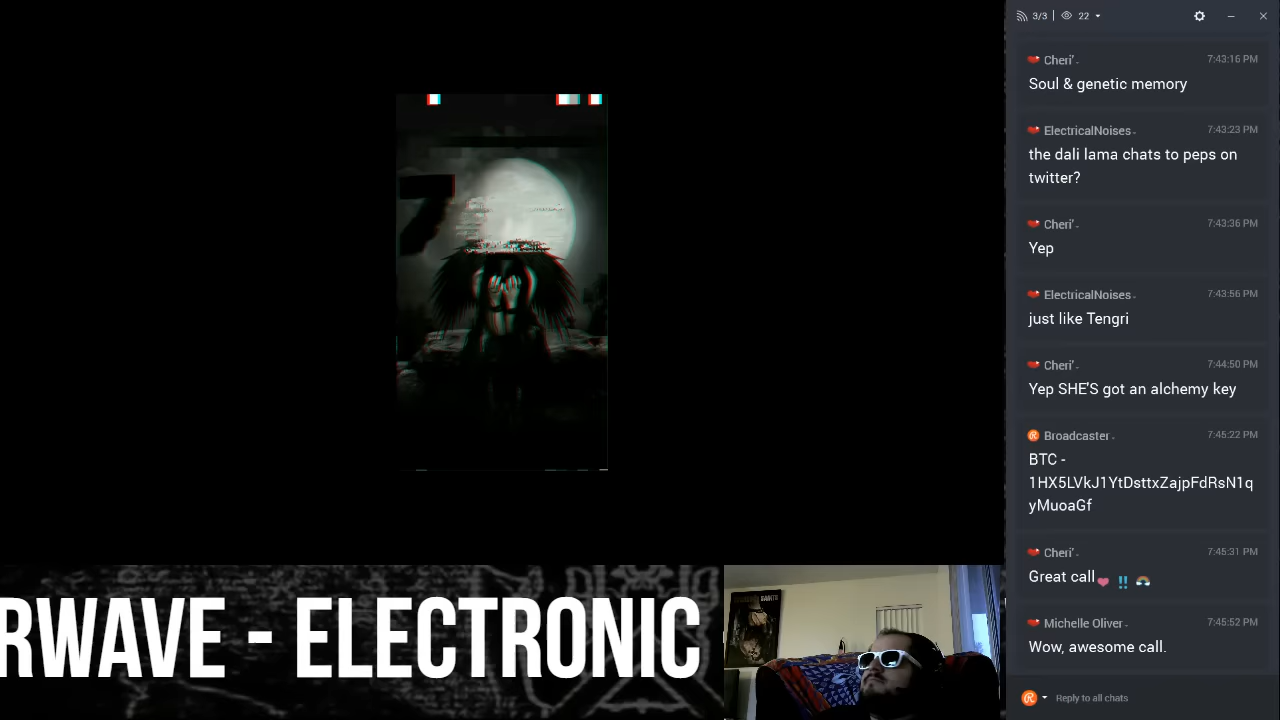 3/3 | 22
Cheri' - 7:43:16 PM
Soul & genetic memory
ElectricalNoises - 7:43:23 PM
the dali lama chats to peps on
twitter?
Cheri' - 7:43:36 PM
Yep
ElectricalNoises - 7:43:56 PM
just like Tengri
Cheri' - 7:44:50 PM
Yep SHE'S got an alchemy key
Broadcaster - 7:45:22 PM
BTC -
1HX5LVkJ1YtDsttxZajpFdRsN1q
yMuoaGf
Cheri' - 7:45:31 PM
Great call
Michelle Oliver - 7:45:52 PM
Wow, awesome call.
Reply to all chats
RWAVE - ELECTRONIC
SAINTS